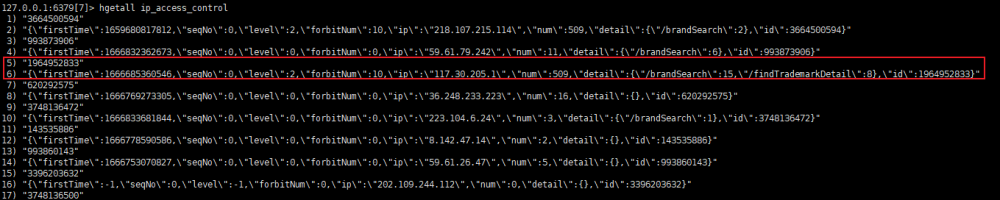 127.0.0.1:6379[7]> hgetall ip_access_control
1) "3664500594"
2) "{\"firstTime\":1659680817812,\"seqNo\":0,\"level\":2,\"forbitNum\":10,\"ip\":\"218.107.215.114\",\"num\":509,\"detail\":{\"/brandSearch\":2},\"id\":3664500594}"
3) "993873906"
4) "{\"firstTime\":1666832362673,\"seqNo\":0,\"level\":0,\"forbitNum\":0,\"ip\":\"59.61.79.242\",\"num\":11,\"detail\":{\"/brandSearch\":6},\"id\":993873906}"
5) "1964952833"
6) "{\"firstTime\":1666685360546,\"seqNo\":0,\"level\":2,\"forbitNum\":10,\"ip\":\"117.30.205.1\",\"num\":509,\"detail\":{\"/brandSearch\":15,\"/findTrademarkDetail\":8},\"id\":1964952833}"
7) "620292575"
8) "{\"firstTime\":1666769273305,\"seqNo\":0,\"level\":0,\"forbitNum\":0,\"ip\":\"36.248.233.223\",\"num\":16,\"detail\":{},\"id\":620292575}"
9) "3748136472"
10) "{\"firstTime\":1666833681844,\"seqNo\":0,\"level\":0,\"forbitNum\":0,\"ip\":\"223.104.6.24\",\"num\":3,\"detail\":{\"/brandSearch\":1},\"id\":3748136472}"
11) "143535886"
12) "{\"firstTime\":1666778590586,\"seqNo\":0,\"level\":0,\"forbitNum\":0,\"ip\":\"8.142.47.14\",\"num\":2,\"detail\":{},\"id\":143535886}"
13) "993860143"
14) "{\"firstTime\":1666753070827,\"seqNo\":0,\"level\":0,\"forbitNum\":0,\"ip\":\"59.61.26.47\",\"num\":5,\"detail\":{},\"id\":993860143}"
15) "3396203632"
16) "{\"firstTime\":-1,\"seqNo\":0,\"level\":-1,\"forbitNum\":0,\"ip\":\"202.109.244.112\",\"num\":0,\"detail\":{},\"id\":3396203632}"
17) "3748136500"